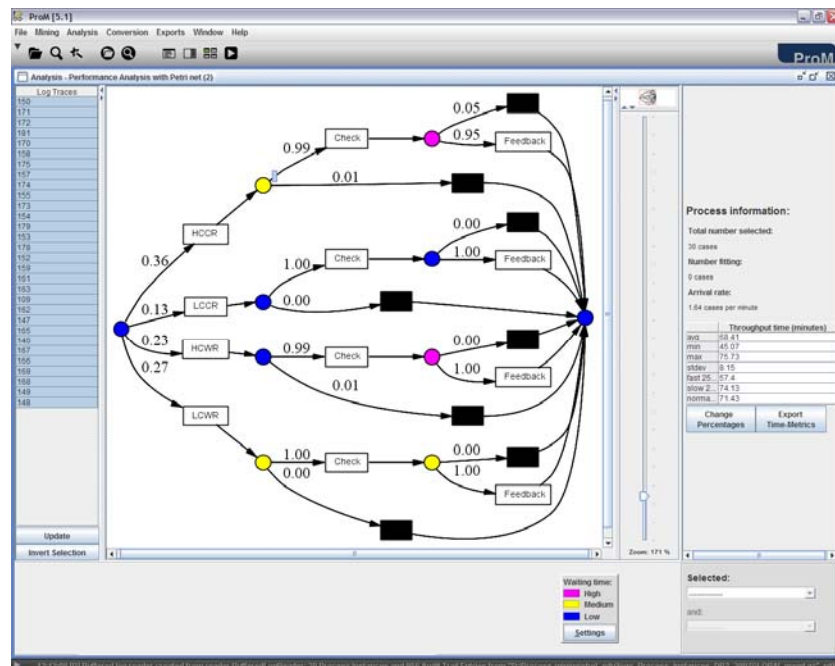 ProM [5.1]
File Mining Analysis Conversion Exports Window Help
ProM
Analysis - Performance Analysis with Petri net (2)
Log Traces
150
171
172
181
170
158
175
157
174
155
173
154
179
153
178
152
159
151
163
109
162
147
165
140
167
166
169
168
149
148
Update
Invert Selection
0.05
0.99
Check
0.95
Feedback
0.01
HCCR
0.00
0.36
1.00
Check
1.00
Feedback
0.13
LCCR
0.00
0.23
HCWR
0.99
Check
0.00
0.27
1.00
Feedback
0.01
LCWR
0.00
1.00
Check
1.00
0.00
Feedback
Zoom: 171 %
Process information:
Total number selected:
30 cases
Number fitting:
0 cases
Arrival rate:
1.64 cases per minute
Throughput time (minutes)
avg 58.41
min 45.07
max 75.73
stdev 8.15
fast 25... 57.4
slow 2... 74.13
norma... 71.43
Change Percentages
Export Time-Metrics
Waiting time:
High
Medium
Low
Settings
Selected:
and: